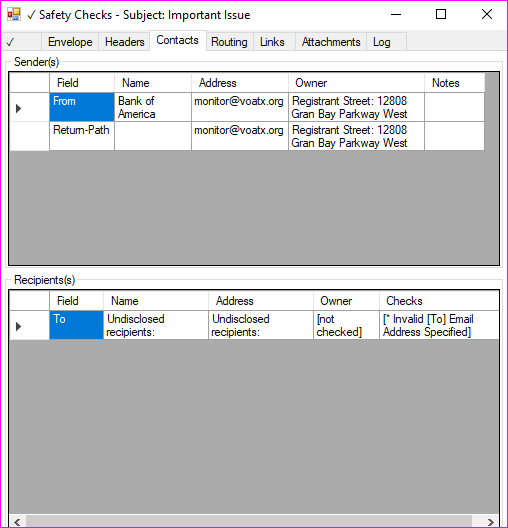 ✓ Safety Checks - Subject: Important Issue
✓ Envelope Headers Contacts Routing Links Attachments Log
Sender(s)
Field Name Address Owner Notes
From Bank of America monitor@voatx.org Registrant Street: 12808 Gran Bay Parkway West
Return-Path monitor@voatx.org Registrant Street: 12808 Gran Bay Parkway West
Recipients(s)
Field Name Address Owner Checks
To Undisclosed recipients: Undisclosed recipients: [not checked] [* Invalid [To] Email Address Specified]